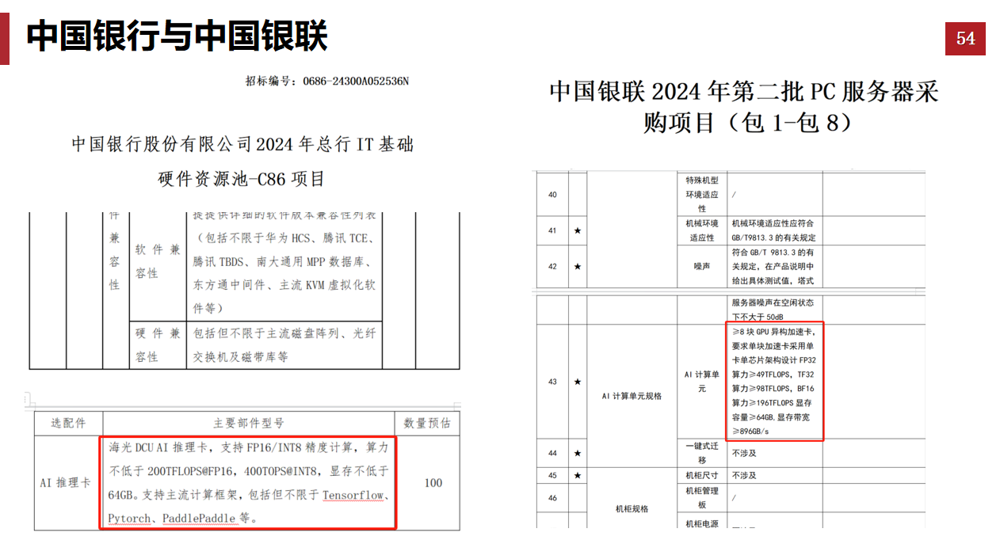 中国银行与中国银联
54
招标编号：0686-24300A052536N
中国银行股份有限公司2024年总行IT基础
硬件资源池-C86项目
件
兼
容
性
软件兼
容性
提提供详细的软件版本兼容性列表
（包括不限于华为HCS、腾讯TCE、
腾讯TBDS、南大通用MPP数据库、
东方通中间件、主流KVM虚拟化软
件等）
硬件兼
容性
包括但不限于主流磁盘阵列、光纤
交换机及磁带库等
选配件
主要部件型号
数量预估
AI推理卡
海光DCU AI推理卡，支持FP16/INT8精度计算，算力
不低于200TFLOPS@FP16，400TOPS@INT8，显存不低于
64GB。支持主流计算框架，包括但不限于Tensorflow、
Pytorch、PaddlePaddle等。
100
中国银联2024年第二批PC服务器采
购项目（包1-包8）
40
特殊机型
环境适应
性
/
41
★
机械环境
适应性
机械环境适应性应符合
GB/T9813.3的有关规定
42
★
噪声
符合GB/T 9813.3的有
关规定，在产品说明中
给出具体测试值，塔式
服务器噪声在空闲状态
下不大于50dB
43
★
AI计算单元规格
AI计算单
元
≥8块GPU异构加速卡，
要求单块加速卡采用单
卡单芯片架构设计FP32
算力≥49TFLOPS，TF32
算力≥98TFLOPS，BF16
算力≥196TFLOPS显存
容量≥64GB,显存带宽
≥896GB/s
44
★
一键式迁
移
不涉及
45
★
机柜规格
机柜尺寸
不涉及
46
机柜管理
板
/
机柜电源